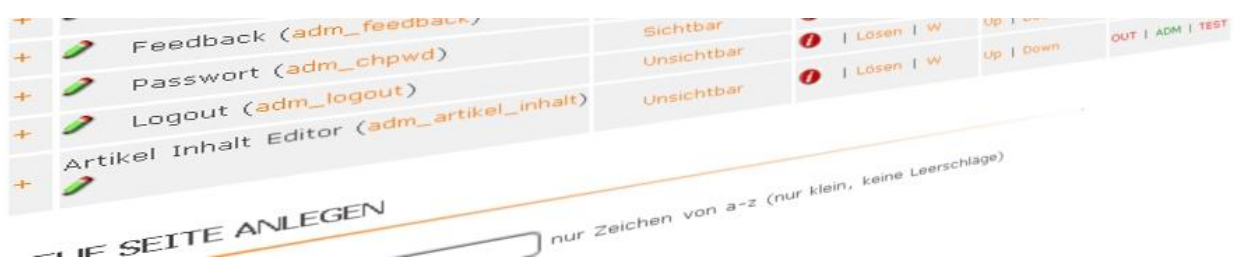 + Feedback (adm_feedback) Sichtbar
+ Passwort (adm_chpwd) Unsichtbar | Lösen | W Up |
+ Logout (adm_logout) Unsichtbar | Lösen | W Up | Down OUT | ADM | TEST
+ Artikel Inhalt Editor (adm_artikel_inhalt)
SEITE ANLEGEN
nur Zeichen von a-z (nur klein, keine Leerschläge)